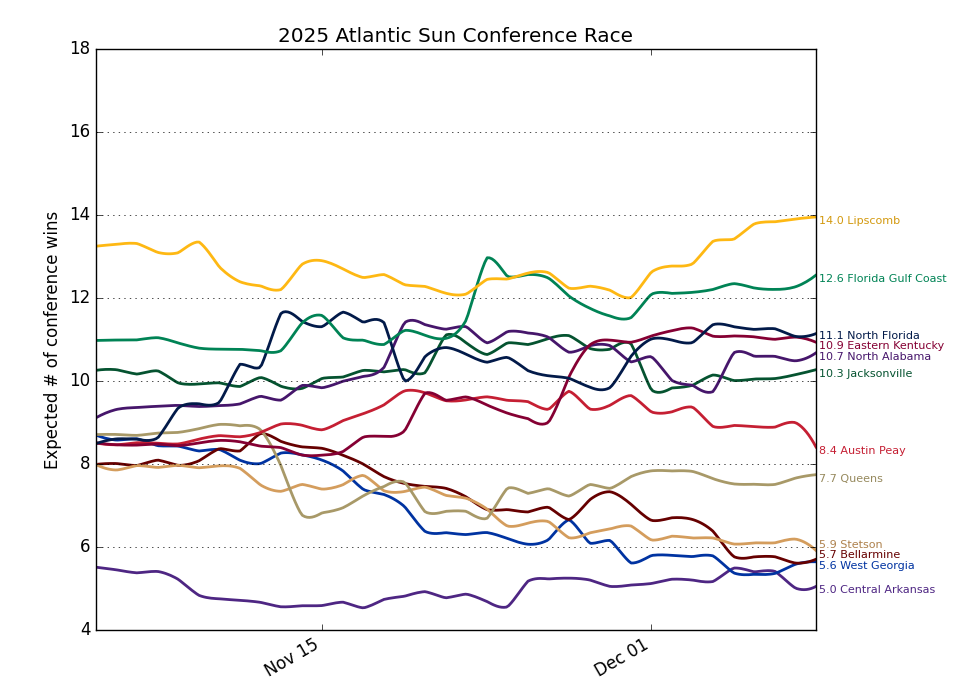 2025 Atlantic Sun Conference Race
Expected # of conference wins
18
16
14
12
10
8
6
4
Nov 15
Dec 01
14.0 Lipscomb
12.6 Florida Gulf Coast
11.1 North Florida
10.9 Eastern Kentucky
10.7 North Alabama
10.3 Jacksonville
8.4 Austin Peay
7.7 Queens
5.9 Stetson
5.7 Bellarmine
5.6 West Georgia
5.0 Central Arkansas